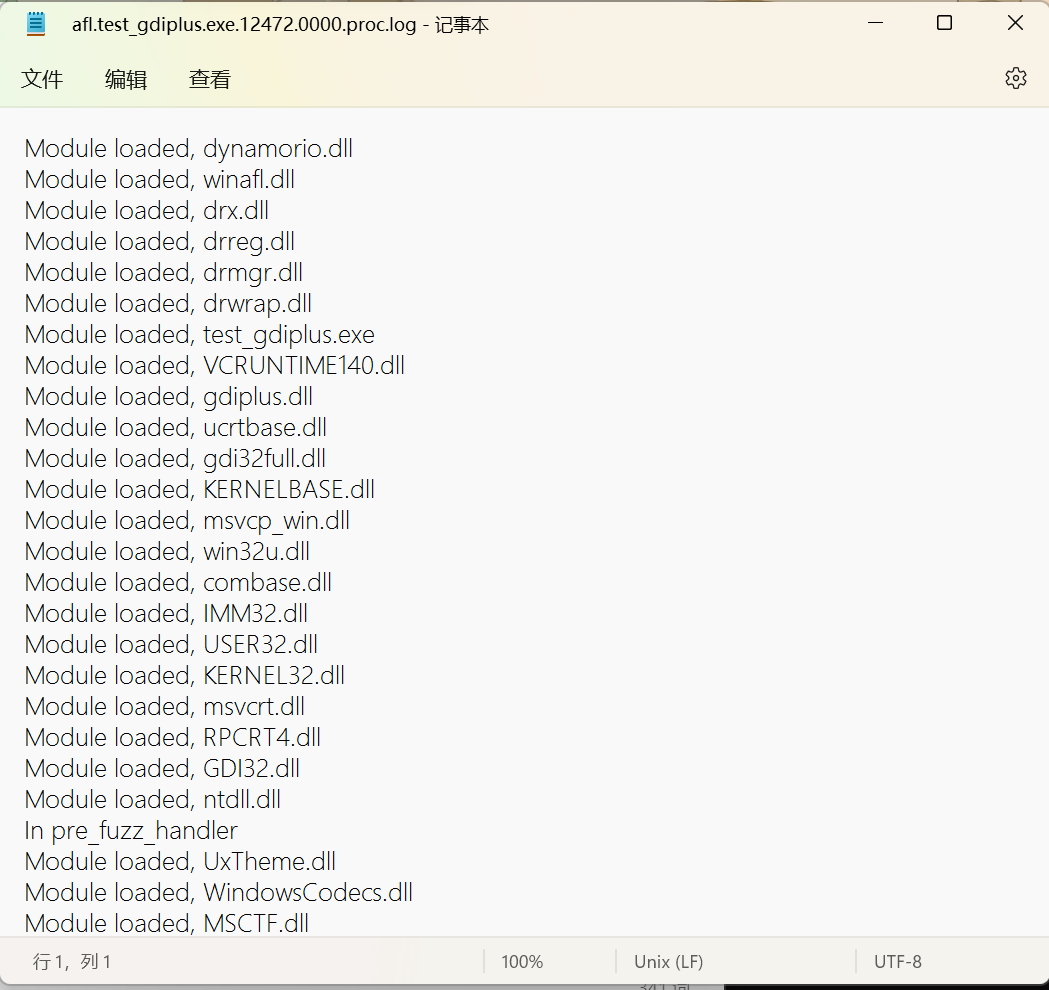 afl.test_gdiplus.exe.12472.0000.proc.log - 记事本
文件 编辑 查看
Module loaded, dynamorio.dll
Module loaded, winafl.dll
Module loaded, drx.dll
Module loaded, drreg.dll
Module loaded, drmgr.dll
Module loaded, drwrap.dll
Module loaded, test_gdiplus.exe
Module loaded, VCRUNTIME140.dll
Module loaded, gdiplus.dll
Module loaded, ucrtbase.dll
Module loaded, gdi32full.dll
Module loaded, KERNELBASE.dll
Module loaded, msvcp_win.dll
Module loaded, win32u.dll
Module loaded, combase.dll
Module loaded, IMM32.dll
Module loaded, USER32.dll
Module loaded, KERNEL32.dll
Module loaded, msvcrt.dll
Module loaded, RPCRT4.dll
Module loaded, GDI32.dll
Module loaded, ntdll.dll
In pre_fuzz_handler
Module loaded, UxTheme.dll
Module loaded, WindowsCodecs.dll
Module loaded, MSCTF.dll
行 1，列 1 100% Unix (LF) UTF-8